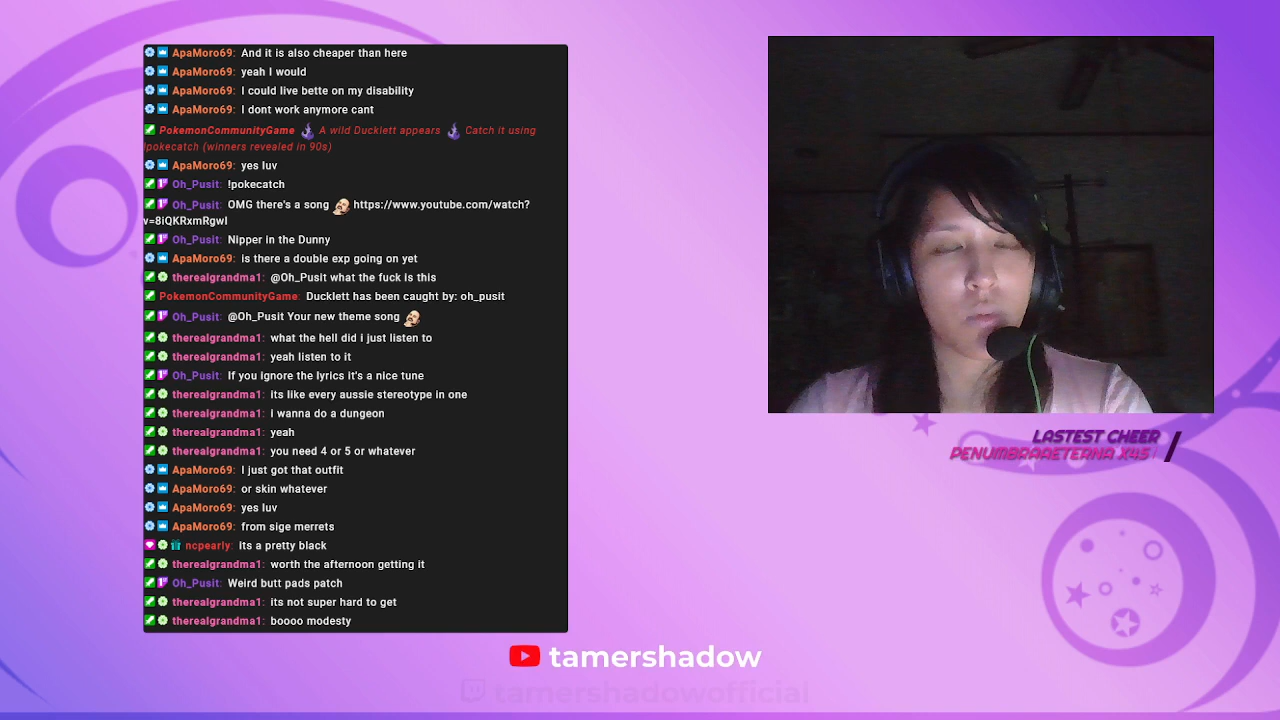 ApaMoro69: And it is also cheaper than here
ApaMoro69: yeah I would
ApaMoro69: I could live bette on my disability
ApaMoro69: I dont work anymore cant
PokemonCommunityGame A wild Ducklett appears Catch it using
!pokecatch (winners revealed in 90s)
ApaMoro69: yes luv
Oh_Pusit: !pokecatch
Oh_Pusit: OMG there's a song https://www.youtube.com/watch?
v=8iQKRxmRgwI
Oh_Pusit: Nipper in the Dunny
ApaMoro69: is there a double exp going on yet
therealgrandma1: @Oh_Pusit what the fuck is this
PokemonCommunityGame: Ducklett has been caught by: oh_pusit
Oh_Pusit: @Oh_Pusit Your new theme song
therealgrandma1: what the hell did i just listen to
therealgrandma1: yeah listen to it
Oh_Pusit: If you ignore the lyrics it's a nice tune
therealgrandma1: its like every aussie stereotype in one
therealgrandma1: i wanna do a dungeon
therealgrandma1: yeah
therealgrandma1: you need 4 or 5 or whatever
ApaMoro69: I just got that outfit
ApaMoro69: or skin whatever
ApaMoro69: yes luv
ApaMoro69: from sige merrets
ncpearly: its a pretty black
therealgrandma1: worth the afternoon getting it
Oh_Pusit: Weird butt pads patch
therealgrandma1: its not super hard to get
therealgrandma1: boooo modesty
LASTEST CHEER
PENUMBRAAETERNA X45
/
tamershadow
tamershadowofficial